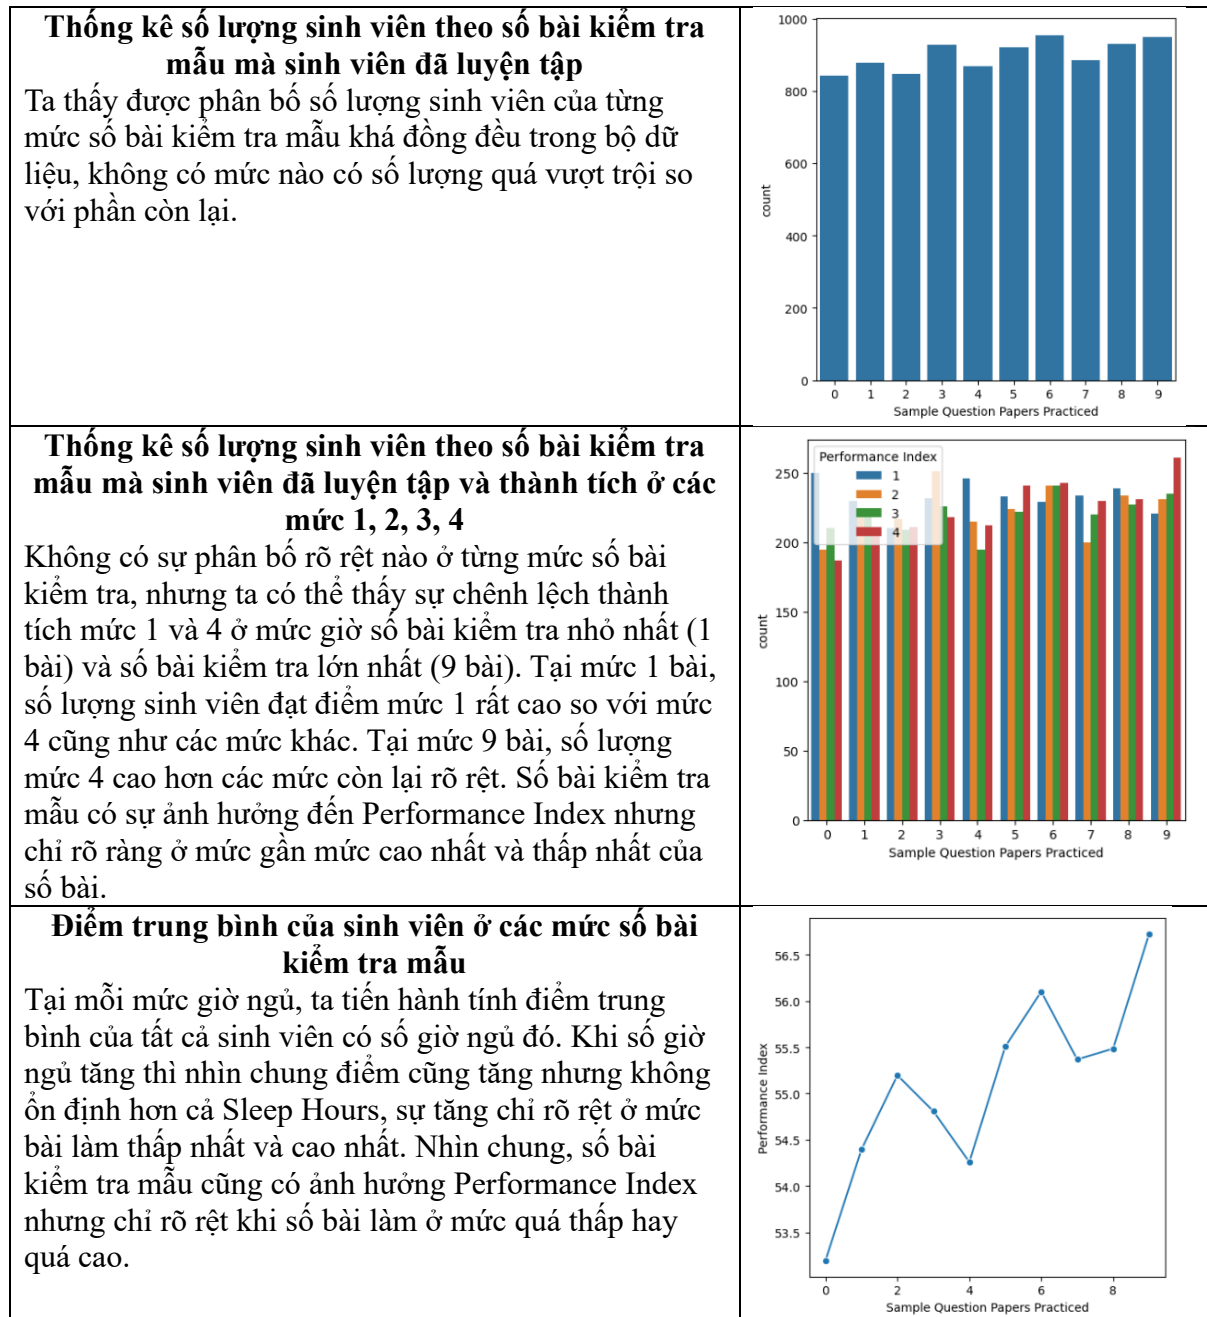 Thống kê số lượng sinh viên theo số bài kiểm tra
mẫu mà sinh viên đã luyện tập
Ta thấy được phân bố số lượng sinh viên của từng
mức số bài kiểm tra mẫu khá đồng đều trong bộ dữ
liệu, không có mức nào có số lượng quá vượt trội so
với phần còn lại.
1000
800
600
400
200
0
count
0 1 2 3 4 5 6 7 8 9
Sample Question Papers Practiced
Thống kê số lượng sinh viên theo số bài kiểm tra
mẫu mà sinh viên đã luyện tập và thành tích ở các
mức 1, 2, 3, 4
Không có sự phân bố rõ rệt nào ở từng mức số bài
kiểm tra, nhưng ta có thể thấy sự chênh lệch thành
tích mức 1 và 4 ở mức giờ số bài kiểm tra nhỏ nhất (1
bài) và số bài kiểm tra lớn nhất (9 bài). Tại mức 1 bài,
số lượng sinh viên đạt điểm mức 1 rất cao so với mức
4 cũng như các mức khác. Tại mức 9 bài, số lượng
mức 4 cao hơn các mức còn lại rõ rệt. Số bài kiểm tra
mẫu có sự ảnh hưởng đến Performance Index nhưng
chỉ rõ ràng ở mức gần mức cao nhất và thấp nhất của
số bài.
Performance Index
1
2
3
4
250
200
150
100
50
0
count
0 1 2 3 4 5 6 7 8 9
Sample Question Papers Practiced
Điểm trung bình của sinh viên ở các mức số bài
kiểm tra mẫu
Tại mỗi mức giờ ngủ, ta tiến hành tính điểm trung
bình của tất cả sinh viên có số giờ ngủ đó. Khi số giờ
ngủ tăng thì nhìn chung điểm cũng tăng nhưng không
ổn định hơn cả Sleep Hours, sự tăng chỉ rõ rệt ở mức
bài làm thấp nhất và cao nhất. Nhìn chung, số bài
kiểm tra mẫu cũng có ảnh hưởng Performance Index
nhưng chỉ rõ rệt khi số bài làm ở mức quá thấp hay
quá cao.
56.5
56.0
55.5
55.0
54.5
54.0
53.5
Performance Index
0 2 4 6 8
Sample Question Papers Practiced